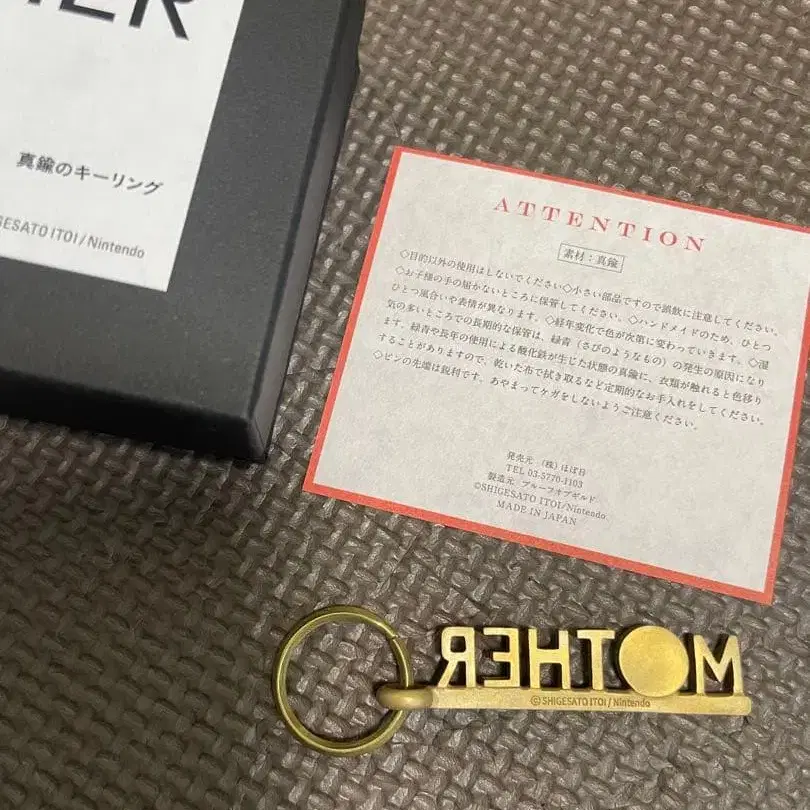 HER
真鍮のキーリング
GESATO ITOI / Nintendo
ATTENTION
素材：真鍮
◇目的以外の使用はしないでください◇小さい部品ですので誤飲に注意してください。
◇お子様の手の届かないところに保管してください。◇ハンドメイドのため、ひとつ
ひとつ風合いや表情が異なります。◇経年変化で色が次第に変わっていきます。◇湿
気の多いところでの長期的な保管は、緑青（さびのようなもの）の発生の原因になり
ます。緑青や長年の使用による酸化鉄が生じた状態の真鍮に、衣類が触れると色移り
することがありますので、乾いた布で拭き取るなど定期的なお手入れをしてください。
◇ピンの先端は鋭利です。あやまってケガをしないようご注意ください。
発売元　（株）ほぼ日
TEL 03-5770-1103
製造元　ブルーフオブギルド
©SHIGESATO ITOI/Nintendo.
MADE IN JAPAN
MOTHER
©SHIGESATO ITOI / Nintendo